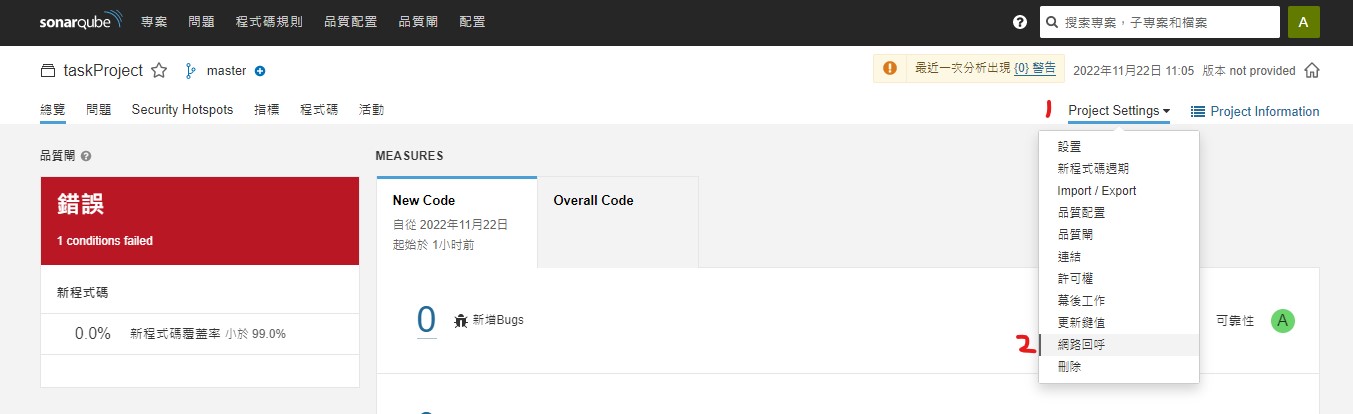 sonarqube 專案 問題 程式碼規則 品質配置 品質閘 配置 ? 搜索專案，子專案和檔案 A
taskProject master 最近一次分析出現 {0} 警告 2022年11月22日 11:05 版本 not provided
總覽 問題 Security Hotspots 指標 程式碼 活動 1 Project Settings Project Information
品質閘 ?
錯誤
1 conditions failed
新程式碼
0.0% 新程式碼覆蓋率 小於 99.0%
MEASURES
New Code
自從 2022年11月22日
起始於 1小时前
Overall Code
0 新增Bugs
可靠性 A
設置
新程式碼週期
Import / Export
品質配置
品質閘
連結
許可權
幕後工作
更新鍵值
2 網路回呼
刪除